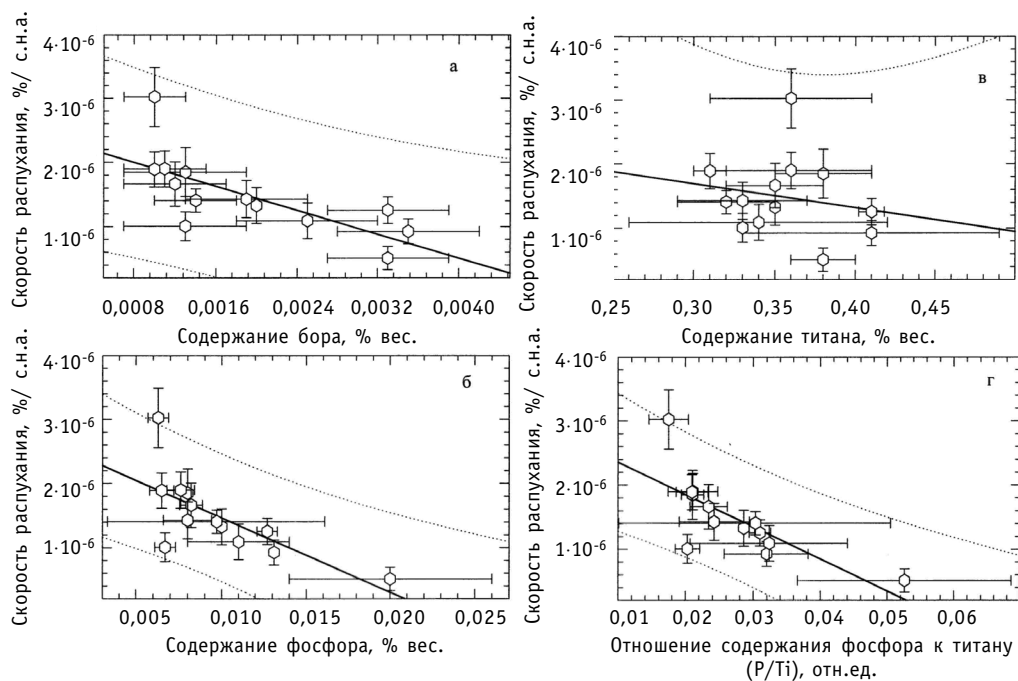 Скорость распухания, %/ с.н.а.
4·10-6
3·10-6
2·10-6
1·10-6
а
0,0008 0,0016 0,0024 0,0032 0,0040
Содержание бора, % вес.
Скорость распухания, %/ с.н.а.
4·10-6
3·10-6
2·10-6
1·10-6
в
0,25 0,30 0,35 0,40 0,45
Содержание титана, % вес.
Скорость распухания, %/ с.н.а.
4·10-6
3·10-6
2·10-6
1·10-6
б
0,005 0,010 0,015 0,020 0,025
Содержание фосфора, % вес.
Скорость распухания, %/ с.н.а.
4·10-6
3·10-6
2·10-6
1·10-6
г
0,01 0,02 0,03 0,04 0,05 0,06
Отношение содержания фосфора к титану
(P/Ti), отн.ед.